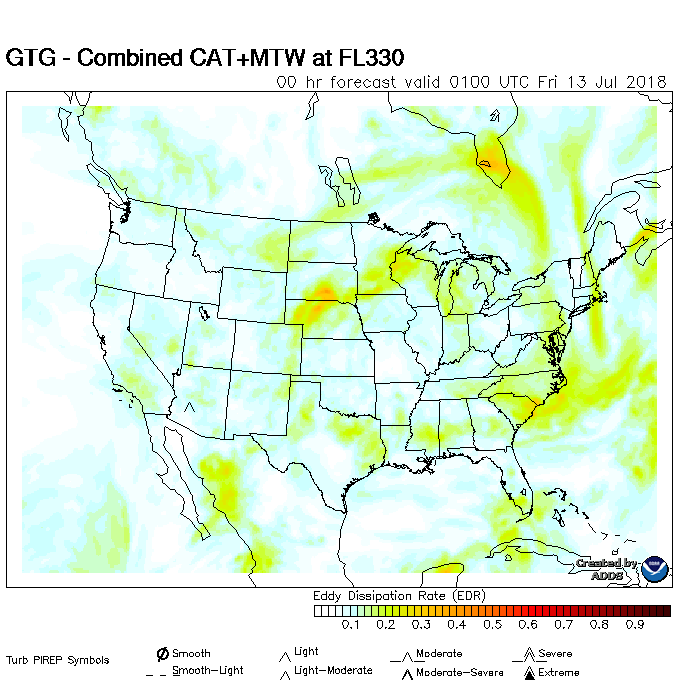 GTG - Combined CAT+MTW at FL330
00 hr forecast valid 0100 UTC Fri 13 Jul 2018
Created by
ADDS
Eddy Dissipation Rate (EDR)
0.1 0.2 0.3 0.4 0.5 0.6 0.7 0.8 0.9
Turb PIREP Symbols
Smooth Light Moderate Severe
Smooth-Light Light-Moderate Moderate-Severe Extreme